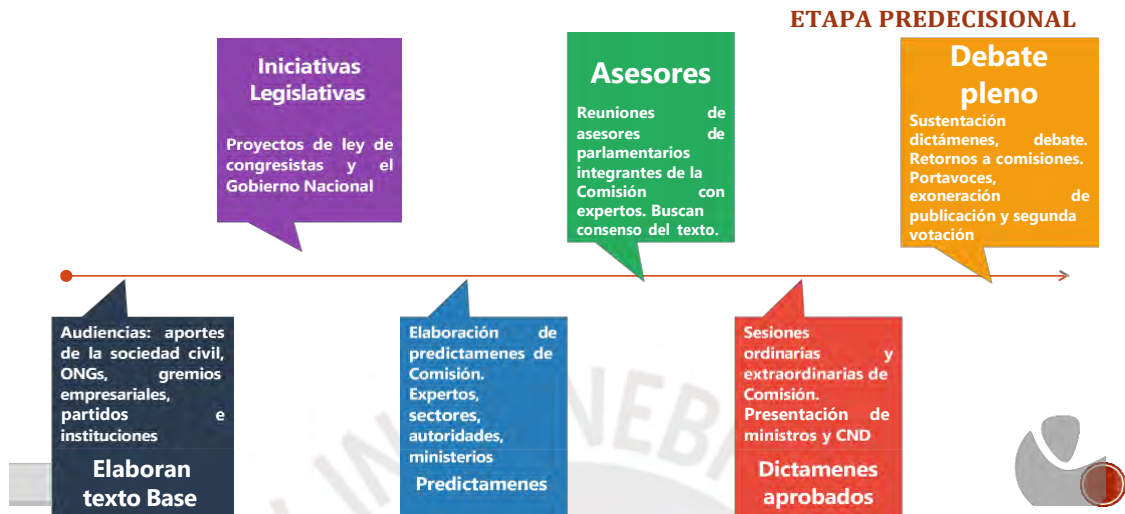 ETAPA PREDECISIONAL
Iniciativas
Legislativas
Proyectos de ley de
congresistas y el
Gobierno Nacional
Asesores
Reuniones de
asesores de
parlamentarios
integrantes de la
Comisión con
expertos. Buscan
consenso del texto.
Debate
pleno
Sustentación
dictámenes, debate.
Retornos a comisiones.
Portavoces,
exoneración de
publicación y segunda
votación
Audiencias: aportes
de la sociedad civil,
ONGs, gremios
empresariales,
partidos e
instituciones
Elaboran
texto Base
Elaboración de
predictamenes de
Comisión.
Expertos,
sectores,
autoridades,
ministerios
Predictamenes
Sesiones
ordinarias y
extraordinarias de
Comisión.
Presentación de
ministros y CND
Dictamenes
aprobados